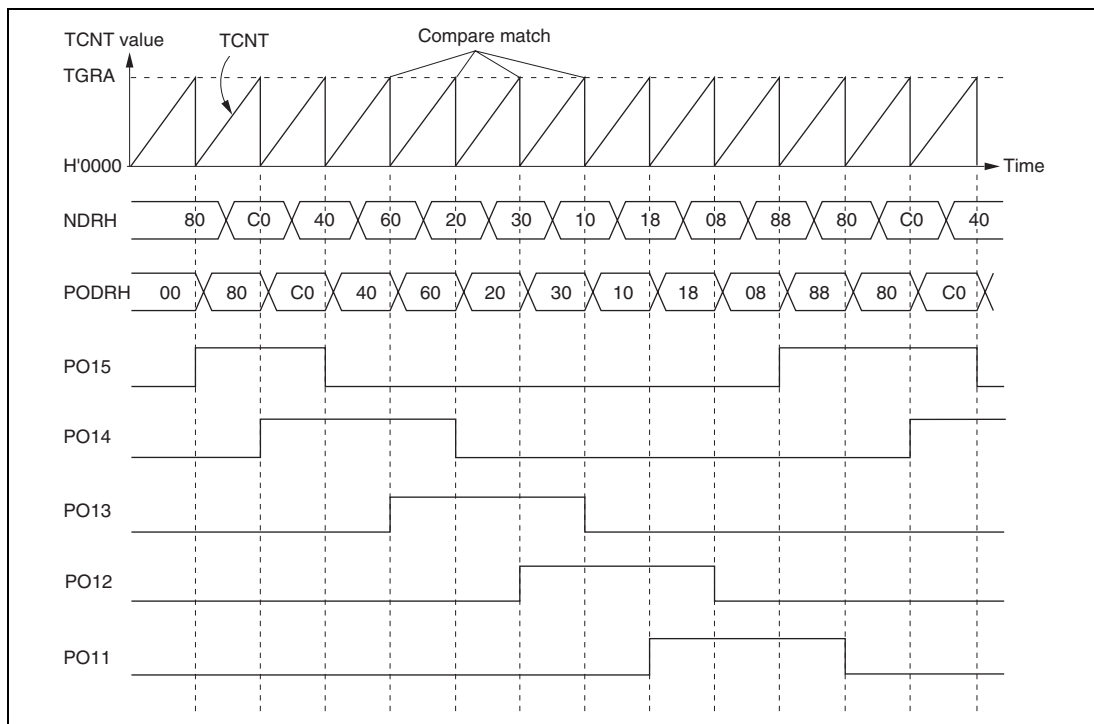 TCNT value
TCNT
Compare match
TGRA
H'0000
Time
NDRH 80 C0 40 60 20 30 10 18 08 88 80 C0 40
PODRH 00 80 C0 40 60 20 30 10 18 08 88 80 C0
PO15
PO14
PO13
PO12
PO11